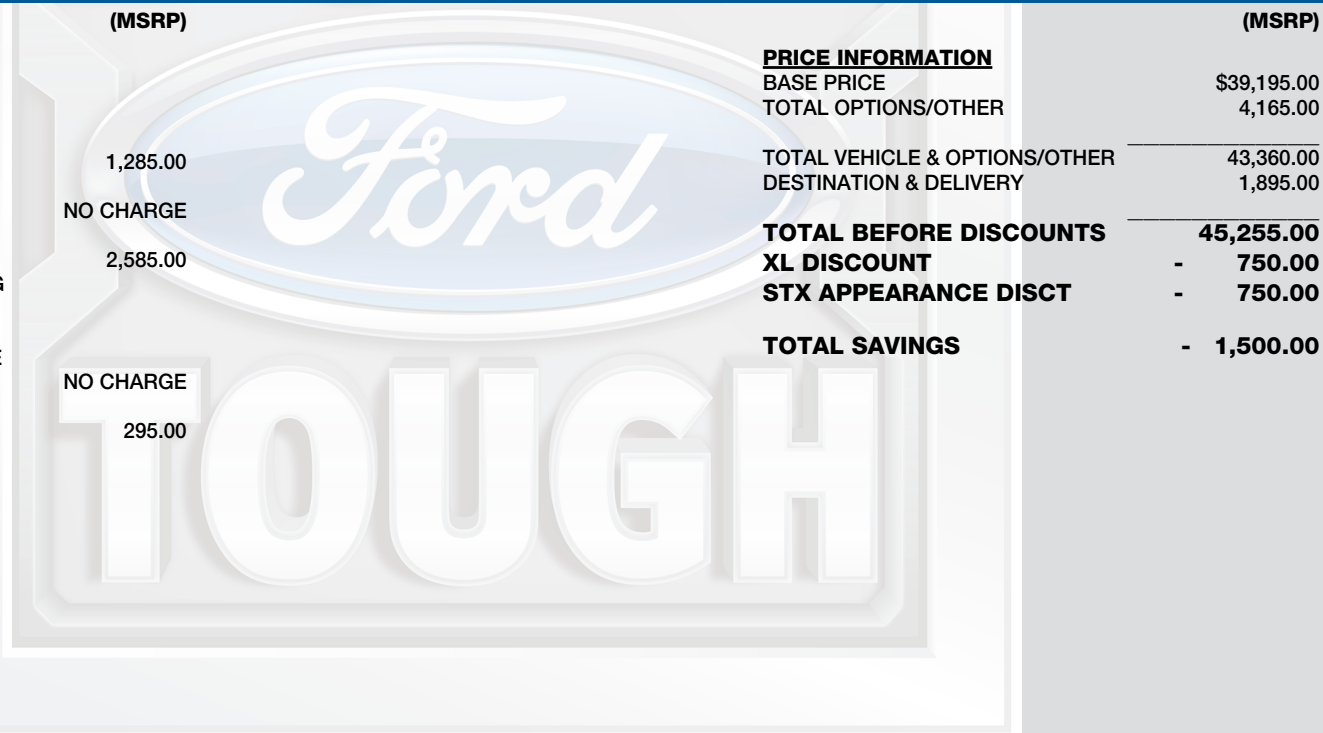 (MSRP)
1,285.00
NO CHARGE
2,585.00
G
E
NO CHARGE
295.00
Ford
TOUGH
(MSRP)
PRICE INFORMATION
BASE PRICE $39,195.00
TOTAL OPTIONS/OTHER 4,165.00
TOTAL VEHICLE & OPTIONS/OTHER 43,360.00
DESTINATION & DELIVERY 1,895.00
TOTAL BEFORE DISCOUNTS 45,255.00
XL DISCOUNT - 750.00
STX APPEARANCE DISCT - 750.00
TOTAL SAVINGS - 1,500.00